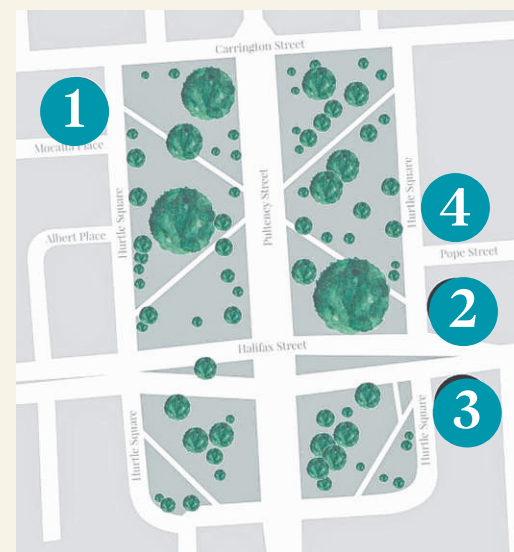 Carrington Street
1
Mocatta Place
Hurtle Square
Pulteney Street
Hurtle Square
4
Albert Place
Pope Street
2
Halifax Street
3
Hurtle Square
Hurtle Square